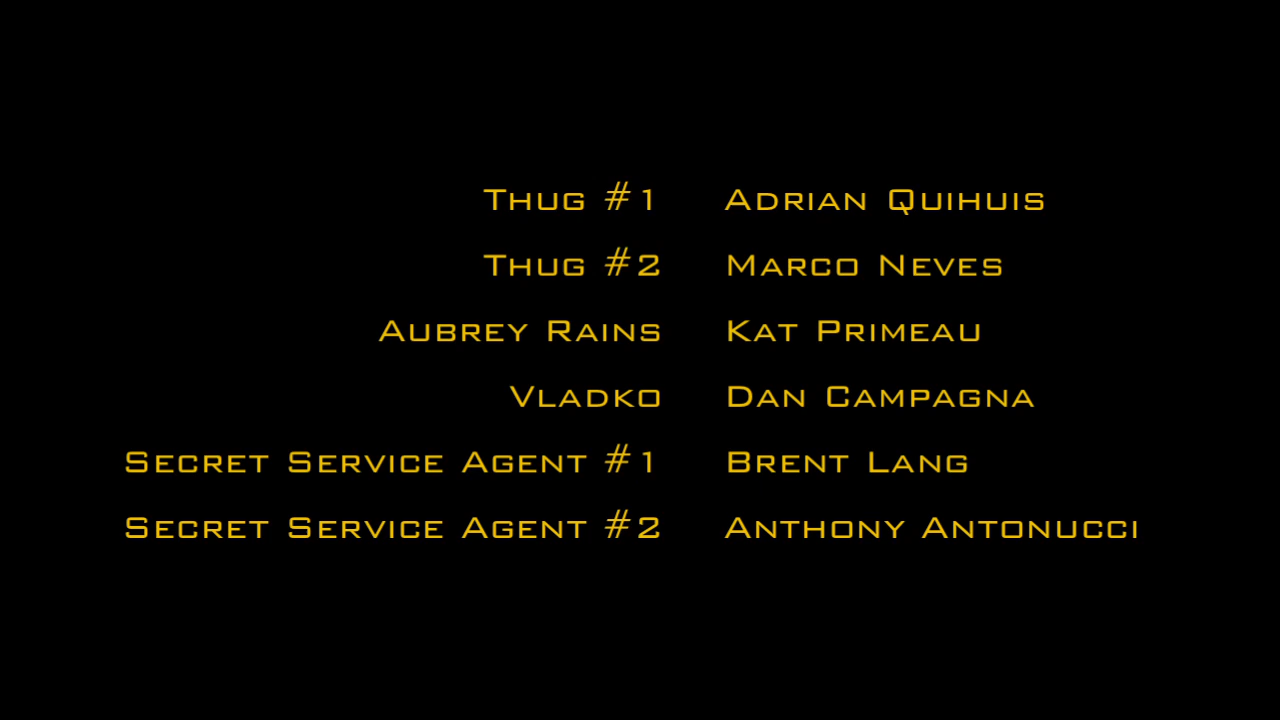 Thug #1 Adrian Quihuis
Thug #2 Marco Neves
Aubrey Rains Kat Primeau
Vladko Dan Campagna
Secret Service Agent #1 Brent Lang
Secret Service Agent #2 Anthony Antonucci